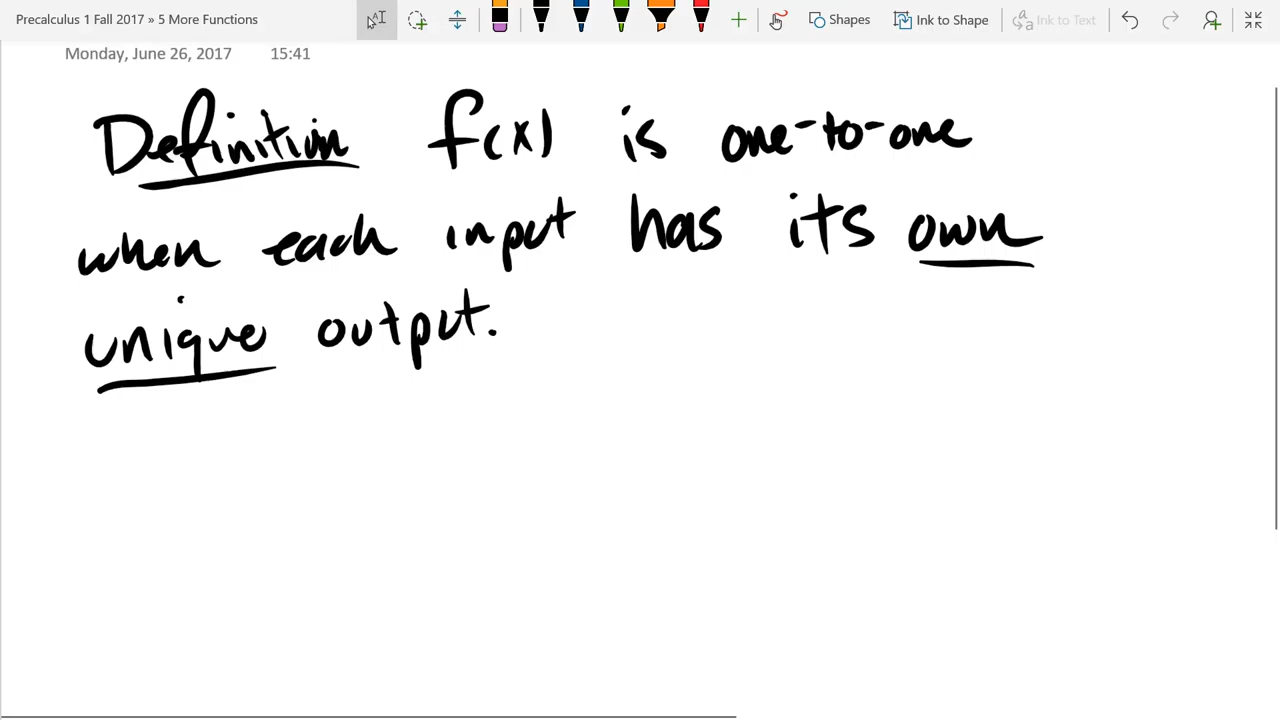 Precalculus 1 Fall 2017 » 5 More Functions
Shapes
Ink to Shape
Ink to Text
Monday, June 26, 2017 15:41
Definition f(x) is one-to-one
when each input has its own
unique output.